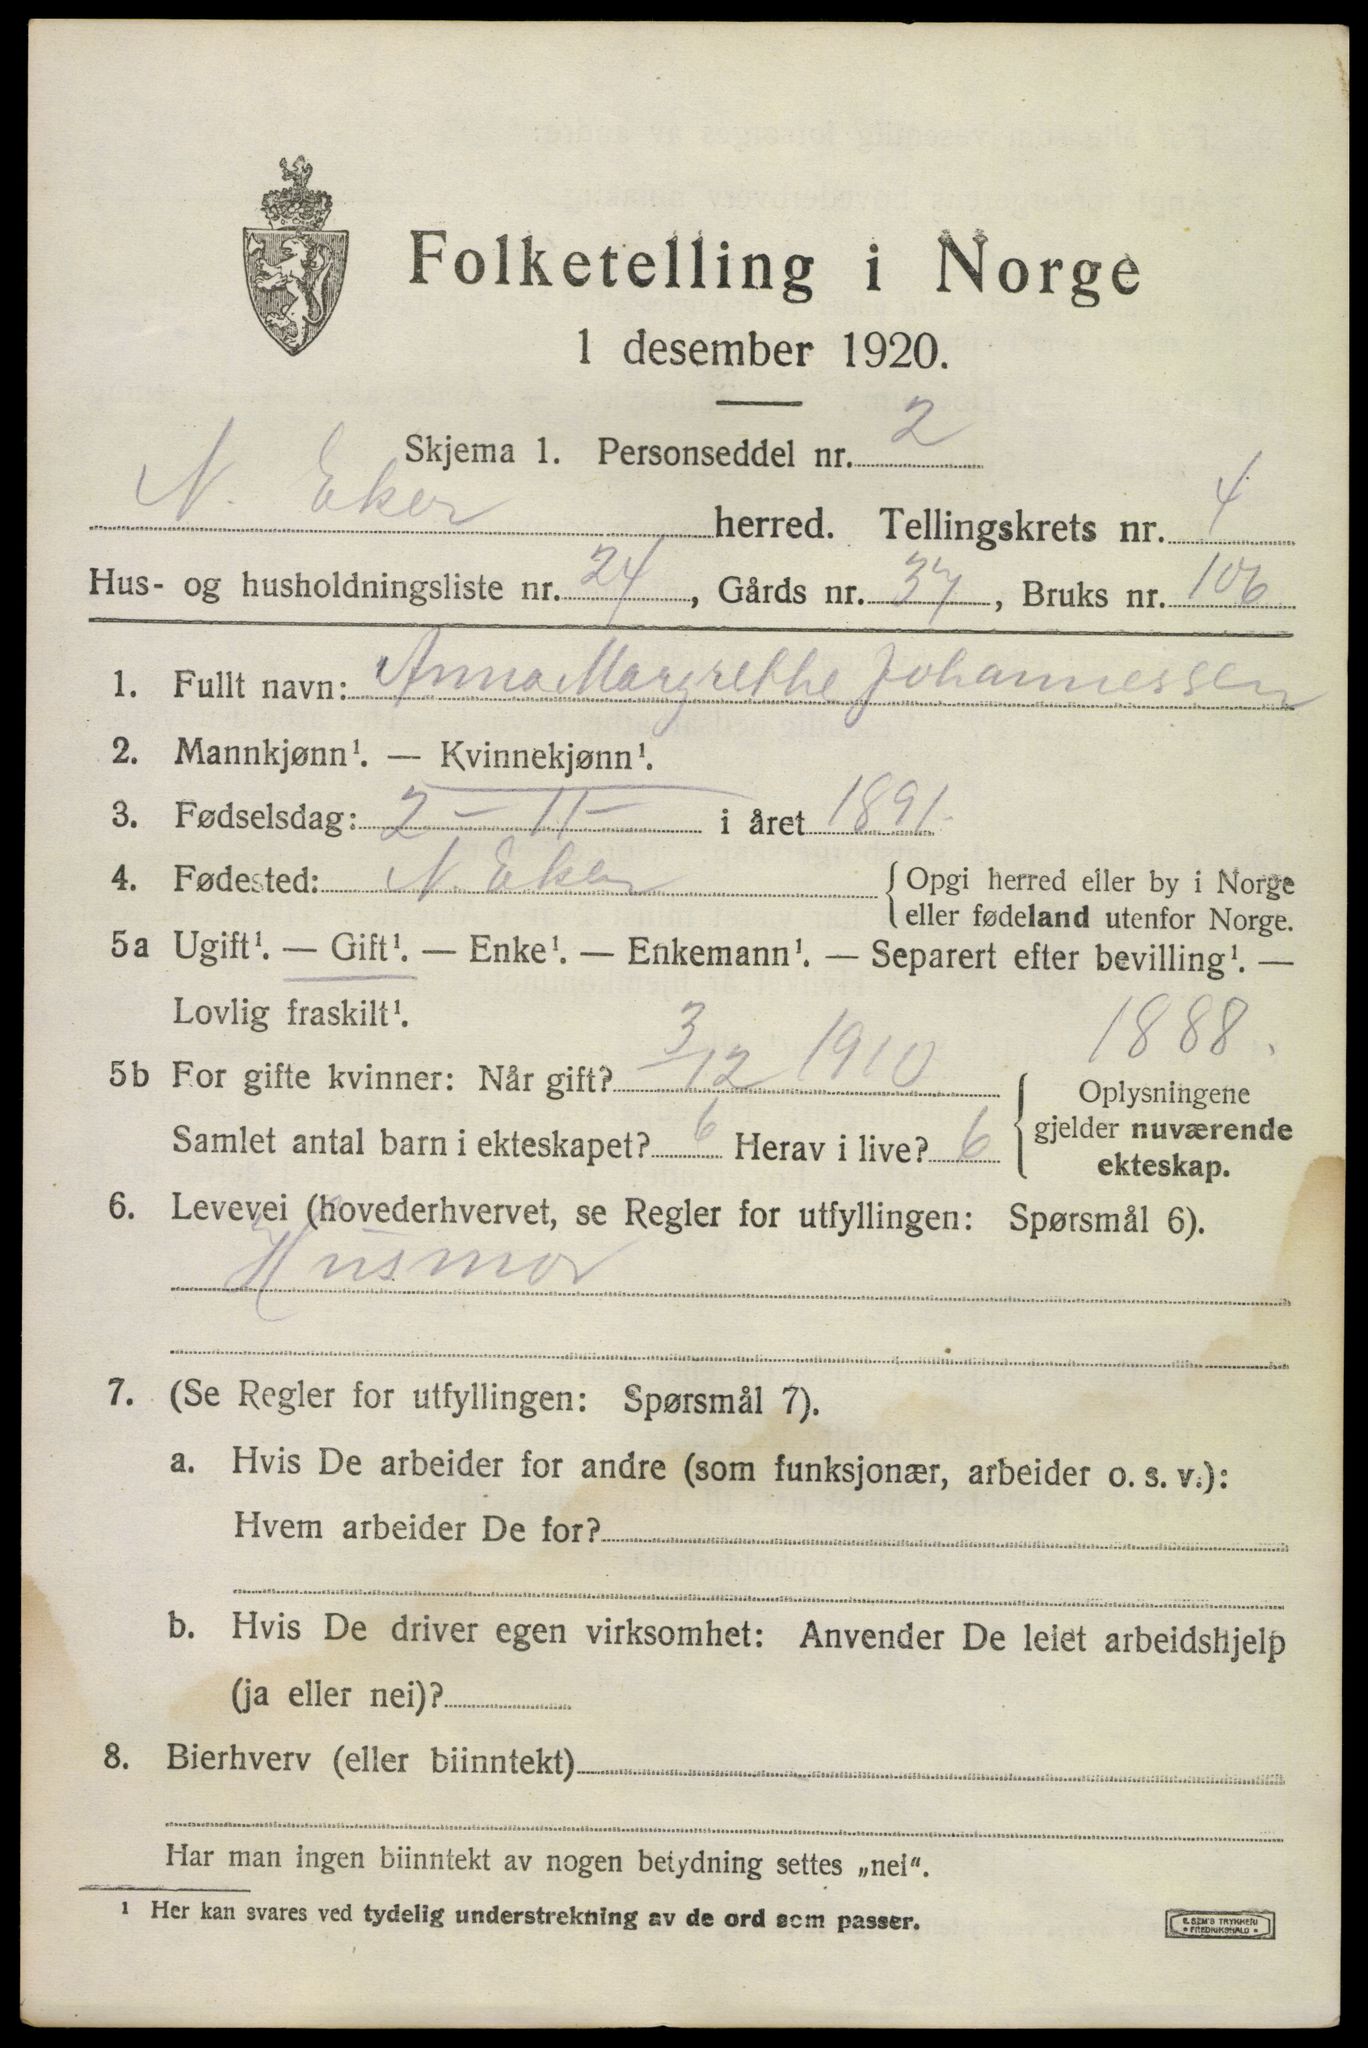 Folketelling i Norge
1 desember 1920.
Skjema 1. Personseddel nr. 2
N. Eker herred. Tellingskrets nr. 4
Hus- og husholdningsliste nr. 24, Gårds nr. 37, Bruks nr. 106
1. Fullt navn: Anna Margrethe Johannessen
2. Mannkjønn¹. — Kvinnekjønn¹.
3. Fødselsdag: 2 – 11 – i året 1891.
4. Fødested: N. Eker { Opgi herred eller by i Norge
eller fødeland utenfor Norge.
5a Ugift¹. — Gift¹. — Enke¹. — Enkemann¹. — Separert efter bevilling¹. —
Lovlig fraskilt¹.
1888.
5b For gifte kvinner: Når gift? 3/12 1910
Samlet antal barn i ekteskapet? 6 Herav i live? 6
{ Oplysningene
gjelder nuværende
ekteskap.
6. Levevei (hovederhvervet, se Regler for utfyllingen: Spørsmål 6).
Husmor
7. (Se Regler for utfyllingen: Spørsmål 7).
a. Hvis De arbeider for andre (som funksjonær, arbeider o. s. v.):
Hvem arbeider De for?
b. Hvis De driver egen virksomhet: Anvender De leiet arbeidshjelp
(ja eller nei)?
8. Bierhverv (eller biinntekt)
Har man ingen biinntekt av nogen betydning settes „nei“.
¹ Her kan svares ved tydelig understrekning av de ord som passer.
E. SEM'S TRYKKERI
• FREDRIKSHALD •